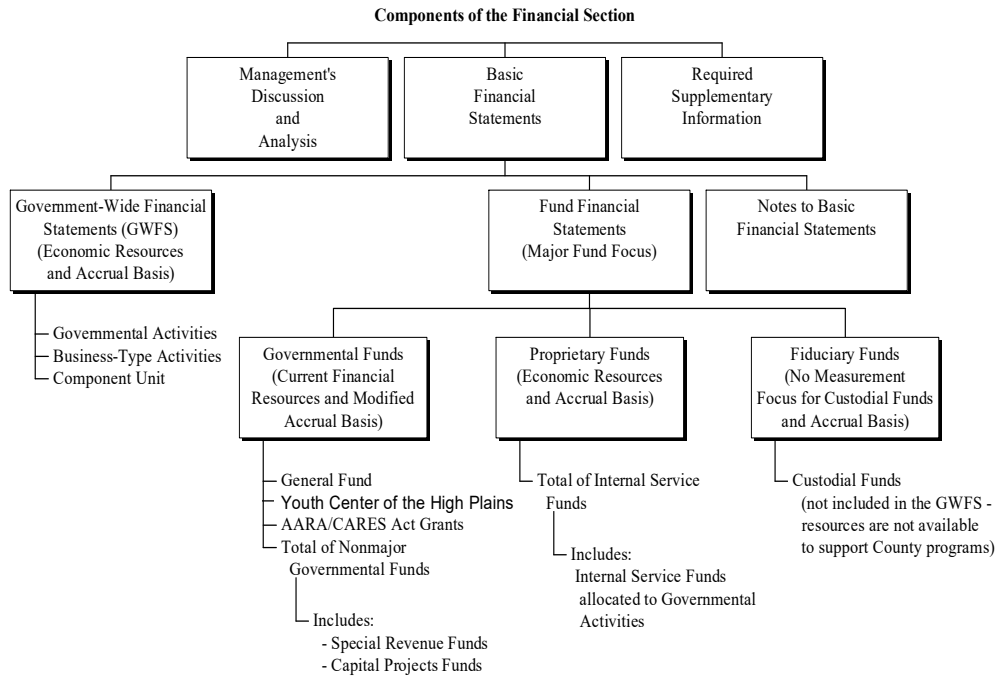 Components of the Financial Section
Management's
Discussion
and
Analysis
Basic
Financial
Statements
Required
Supplementary
Information
Government-Wide Financial
Statements (GWFS)
(Economic Resources
and Accrual Basis)
Fund Financial
Statements
(Major Fund Focus)
Notes to Basic
Financial Statements
Governmental Activities
Business-Type Activities
Component Unit
Governmental Funds
(Current Financial
Resources and Modified
Accrual Basis)
Proprietary Funds
(Economic Resources
and Accrual Basis)
Fiduciary Funds
(No Measurement
Focus for Custodial Funds
and Accrual Basis)
General Fund
Youth Center of the High Plains
AARA/CARES Act Grants
Total of Nonmajor
Governmental Funds
Includes:
- Special Revenue Funds
- Capital Projects Funds
Total of Internal Service
Funds
Includes:
Internal Service Funds
allocated to Governmental
Activities
Custodial Funds
(not included in the GWFS -
resources are not available
to support County programs)